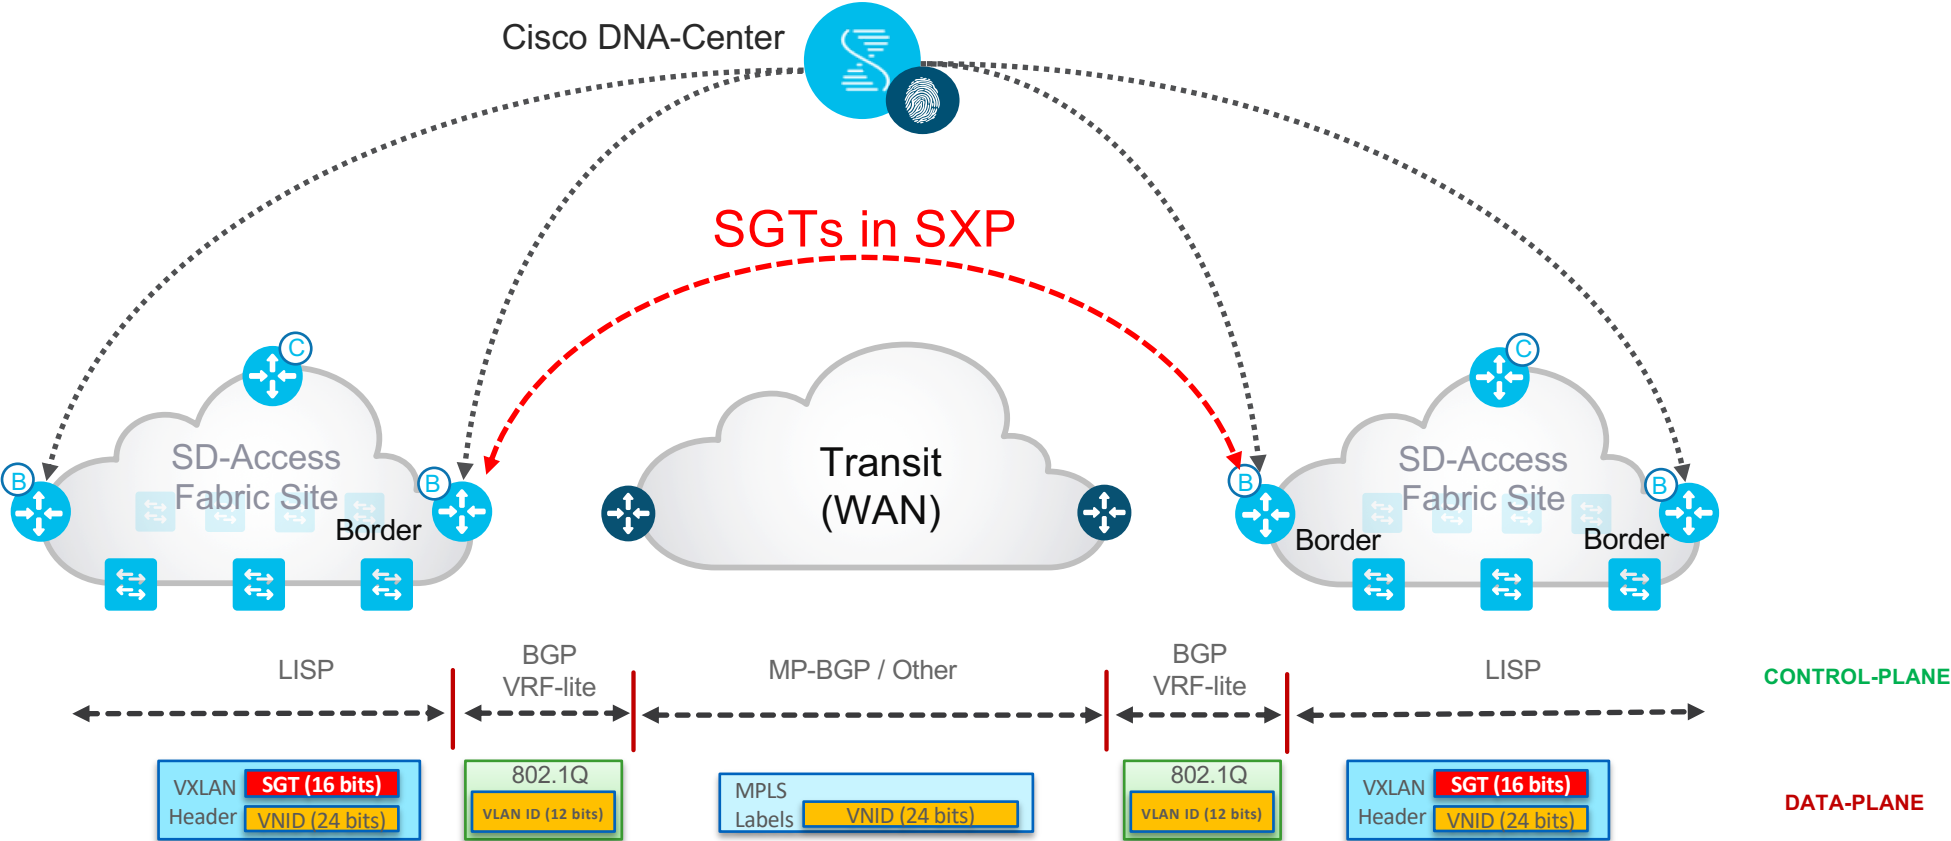 Cisco DNA-Center
SGTs in SXP
C
C
SD-Access
Fabric Site
B
B
Border
Transit
(WAN)
SD-Access
Fabric Site
B
B
Border
Border
LISP
BGP
VRF-lite
MP-BGP / Other
BGP
VRF-lite
LISP
CONTROL-PLANE
VXLAN
Header
SGT (16 bits)
VNID (24 bits)
802.1Q
VLAN ID (12 bits)
MPLS
Labels
VNID (24 bits)
802.1Q
VLAN ID (12 bits)
VXLAN
Header
SGT (16 bits)
VNID (24 bits)
DATA-PLANE